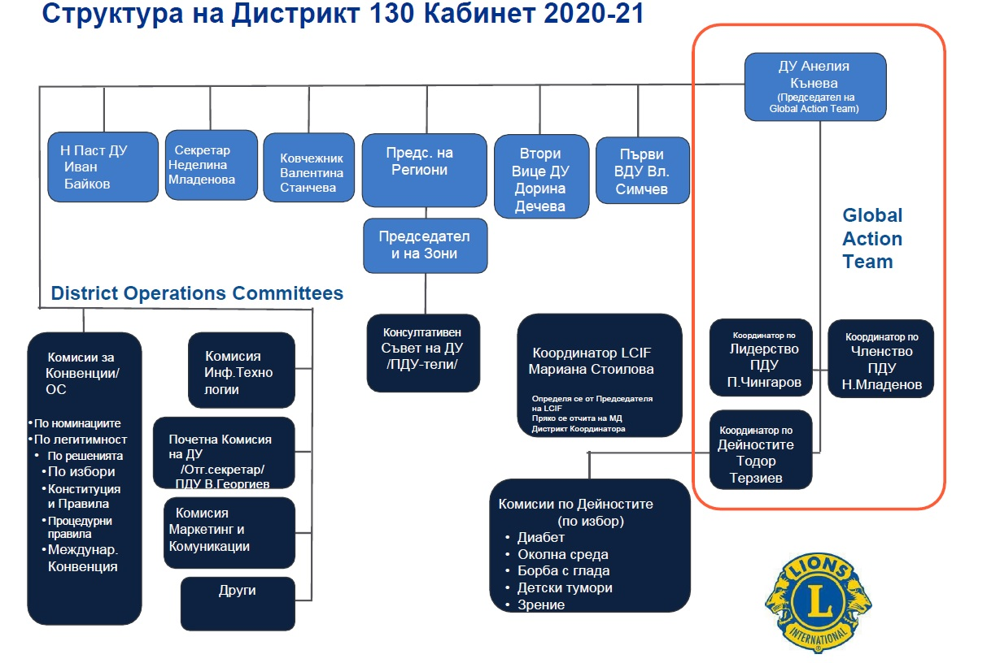 Структура на Дистрикт 130 Кабинет 2020-21
ДУ Анелия
Кънева
(Председател на
Global Action Team)
Н Паст ДУ
Иван
Байков
Секретар
Неделина
Младенова
Ковчежник
Валентина
Станчева
Предс. на
Региони
Втори
Вице ДУ
Дорина
Дечева
Първи
ВДУ Вл.
Симчев
Global
Action
Team
Председател
и на Зони
District Operations Committees
Консултативен
Съвет на ДУ
/ПДУ-тели/
Координатор LCIF
Мариана Стоилова
Определя се от Председателя
на LCIF
Пряко се отчита на МД
Дистрикт Координатора
Координатор по
Лидерство
ПДУ
П.Чингаров
Координатор по
Членство
ПДУ
Н.Младенов
Координатор по
Дейностите
Тодор
Терзиев
Комисии за
Конвенции/
ОС
• По номинациите
• По легитимност
• По решенията
• По избори
• Конституция
и Правила
• Процедурни
правила
• Междунар.
Конвенция
Комисия
Инф.Техно
логии
Почетна Комисия
на ДУ
/Отг.секретар/
ПДУ В.Георгиев
Комисия
Маркетинг и
Комуникации
Други
Комисии по Дейностите
(по избор)
• Диабет
• Околна среда
• Борба с глада
• Детски тумори
• Зрение
LIONS
L
INTERNATIONAL
®